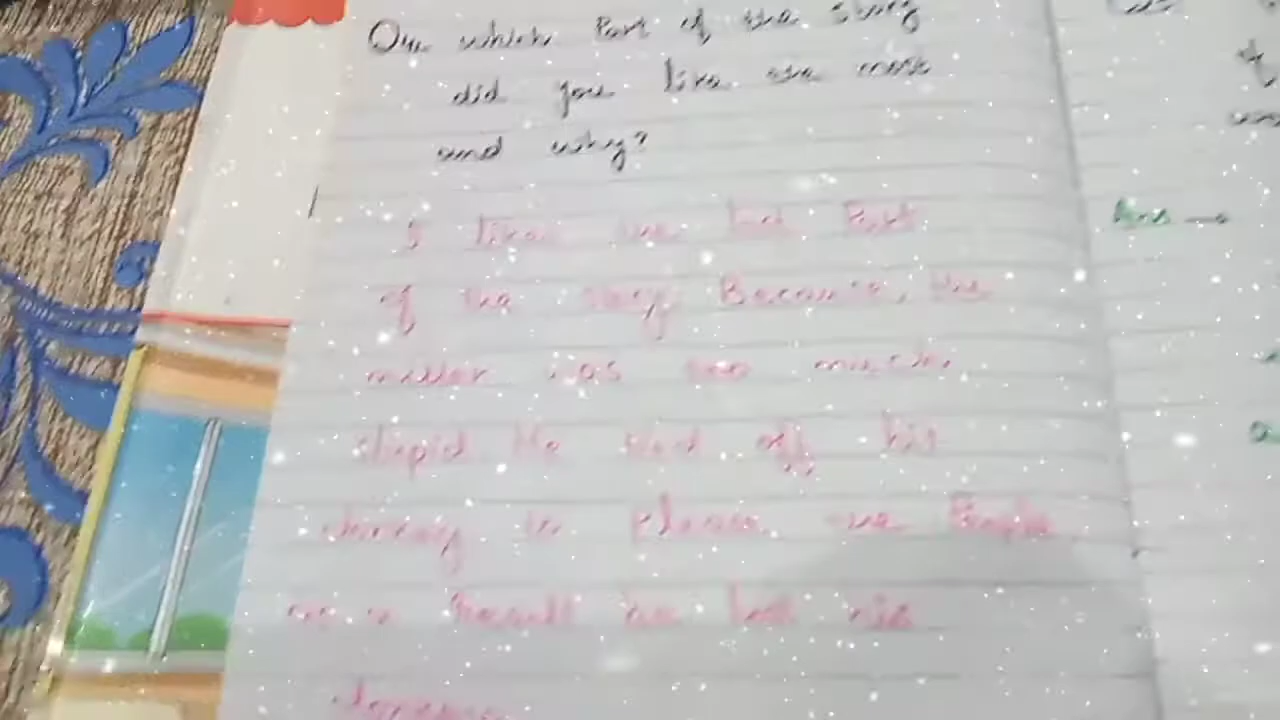 Que which Part of the story
did you like the most
and why?
I liked the last Part
of the story. Because, the
miller was too much
stupid. He tied off his
donkey to please the People
as a Result he lost his
Ans →